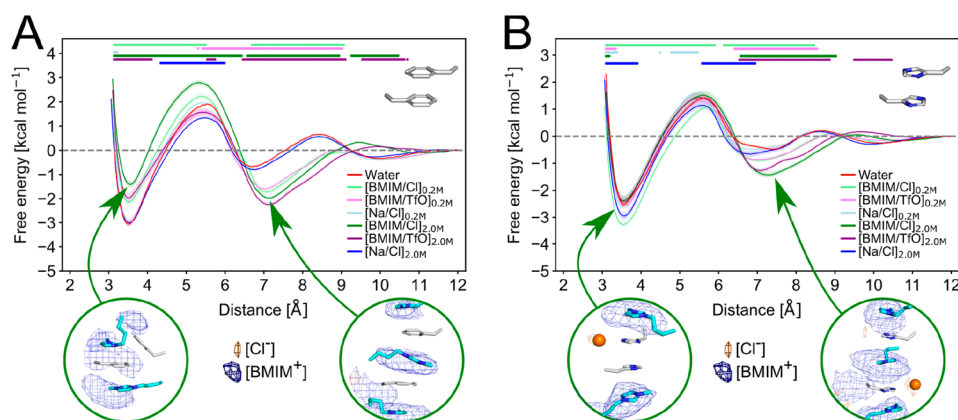 A
Free energy [kcal mol⁻¹]
4
3
2
1
0
−1
−2
−3
−4
−5
Water
[BMIM/Cl]0.2M
[BMIM/TfO]0.2M
[Na/Cl]0.2M
[BMIM/Cl]2.0M
[BMIM/TfO]2.0M
[Na/Cl]2.0M
2 3 4 5 6 7 8 9 10 11 12
Distance [Å]
[Cl⁻]
[BMIM⁺]
B
Free energy [kcal mol⁻¹]
3
2
1
0
−1
−2
−3
−4
−5
Water
[BMIM/Cl]0.2M
[BMIM/TfO]0.2M
[Na/Cl]0.2M
[BMIM/Cl]2.0M
[BMIM/TfO]2.0M
[Na/Cl]2.0M
2 3 4 5 6 7 8 9 10 11 12
Distance [Å]
[Cl⁻]
[BMIM⁺]